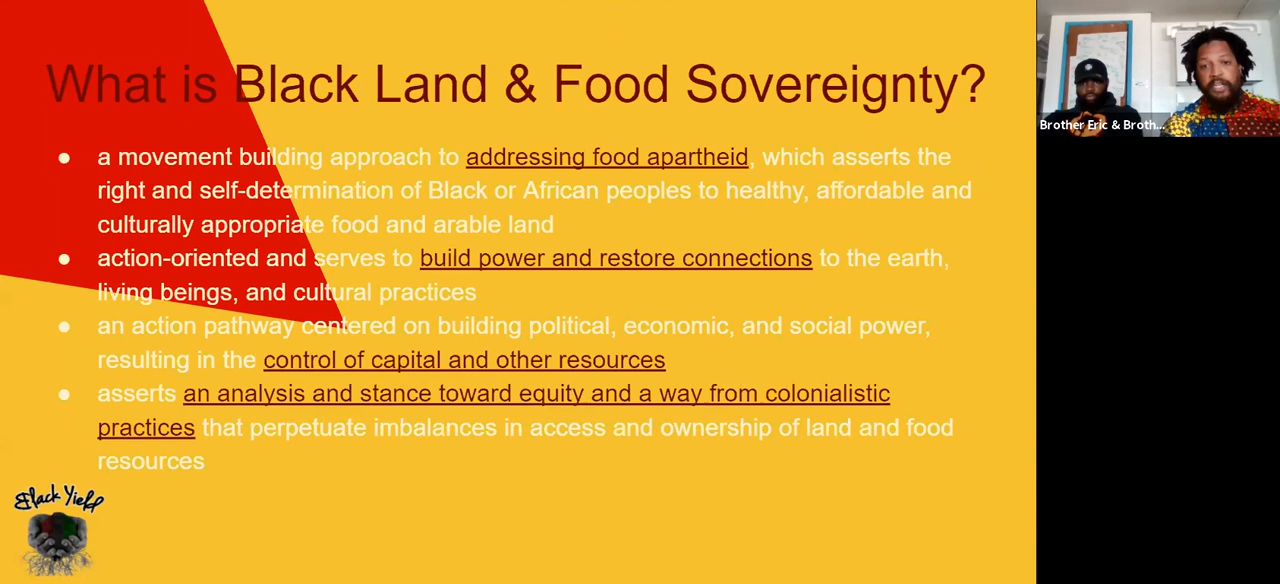 What is Black Land & Food Sovereignty?
● a movement building approach to addressing food apartheid, which asserts the
right and self-determination of Black or African peoples to healthy, affordable and
culturally appropriate food and arable land
● action-oriented and serves to build power and restore connections to the earth,
living beings, and cultural practices
● an action pathway centered on building political, economic, and social power,
resulting in the control of capital and other resources
● asserts an analysis and stance toward equity and a way from colonialistic
practices that perpetuate imbalances in access and ownership of land and food
resources
Black Yield
Brother Eric & Broth...